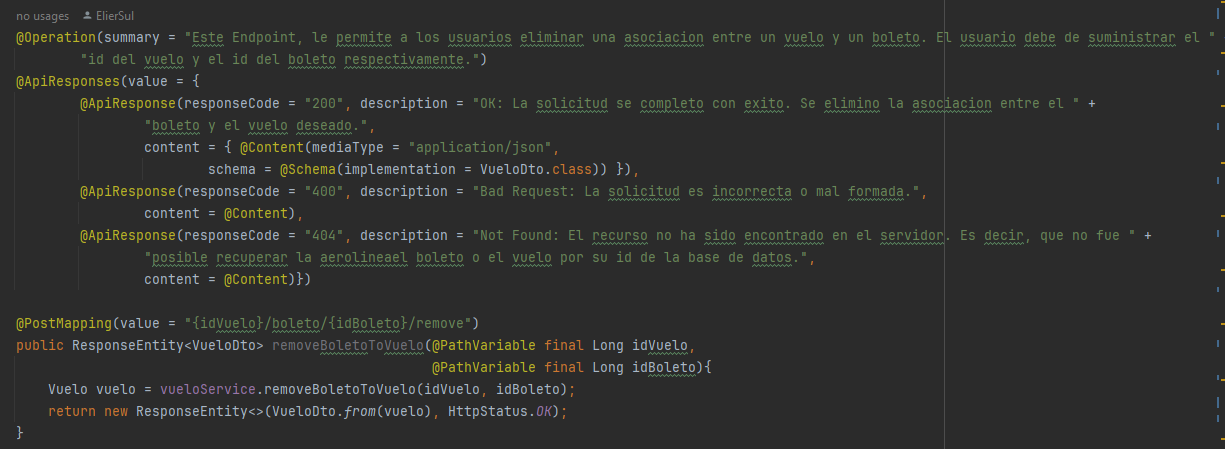 no usages ElierSul
@Operation(summary = "Este Endpoint, le permite a los usuarios eliminar una asociacion entre un vuelo y un boleto. El usuario debe de suministrar el "
"id del vuelo y el id del boleto respectivamente.")
@ApiResponses(value = {
@ApiResponse(responseCode = "200", description = "OK: La solicitud se completo con exito. Se elimino la asociacion entre el " +
"boleto y el vuelo deseado.",
content = { @Content(mediaType = "application/json",
schema = @Schema(implementation = VueloDto.class)) }),
@ApiResponse(responseCode = "400", description = "Bad Request: La solicitud es incorrecta o mal formada.",
content = @Content),
@ApiResponse(responseCode = "404", description = "Not Found: El recurso no ha sido encontrado en el servidor. Es decir, que no fue " +
"posible recuperar la aerolineael boleto o el vuelo por su id de la base de datos.",
content = @Content)})
@PostMapping(value = "{idVuelo}/boleto/{idBoleto}/remove")
public ResponseEntity<VueloDto> removeBoletoToVuelo(@PathVariable final Long idVuelo,
@PathVariable final Long idBoleto){
Vuelo vuelo = vueloService.removeBoletoToVuelo(idVuelo, idBoleto);
return new ResponseEntity<>(VueloDto.from(vuelo), HttpStatus.OK);
}